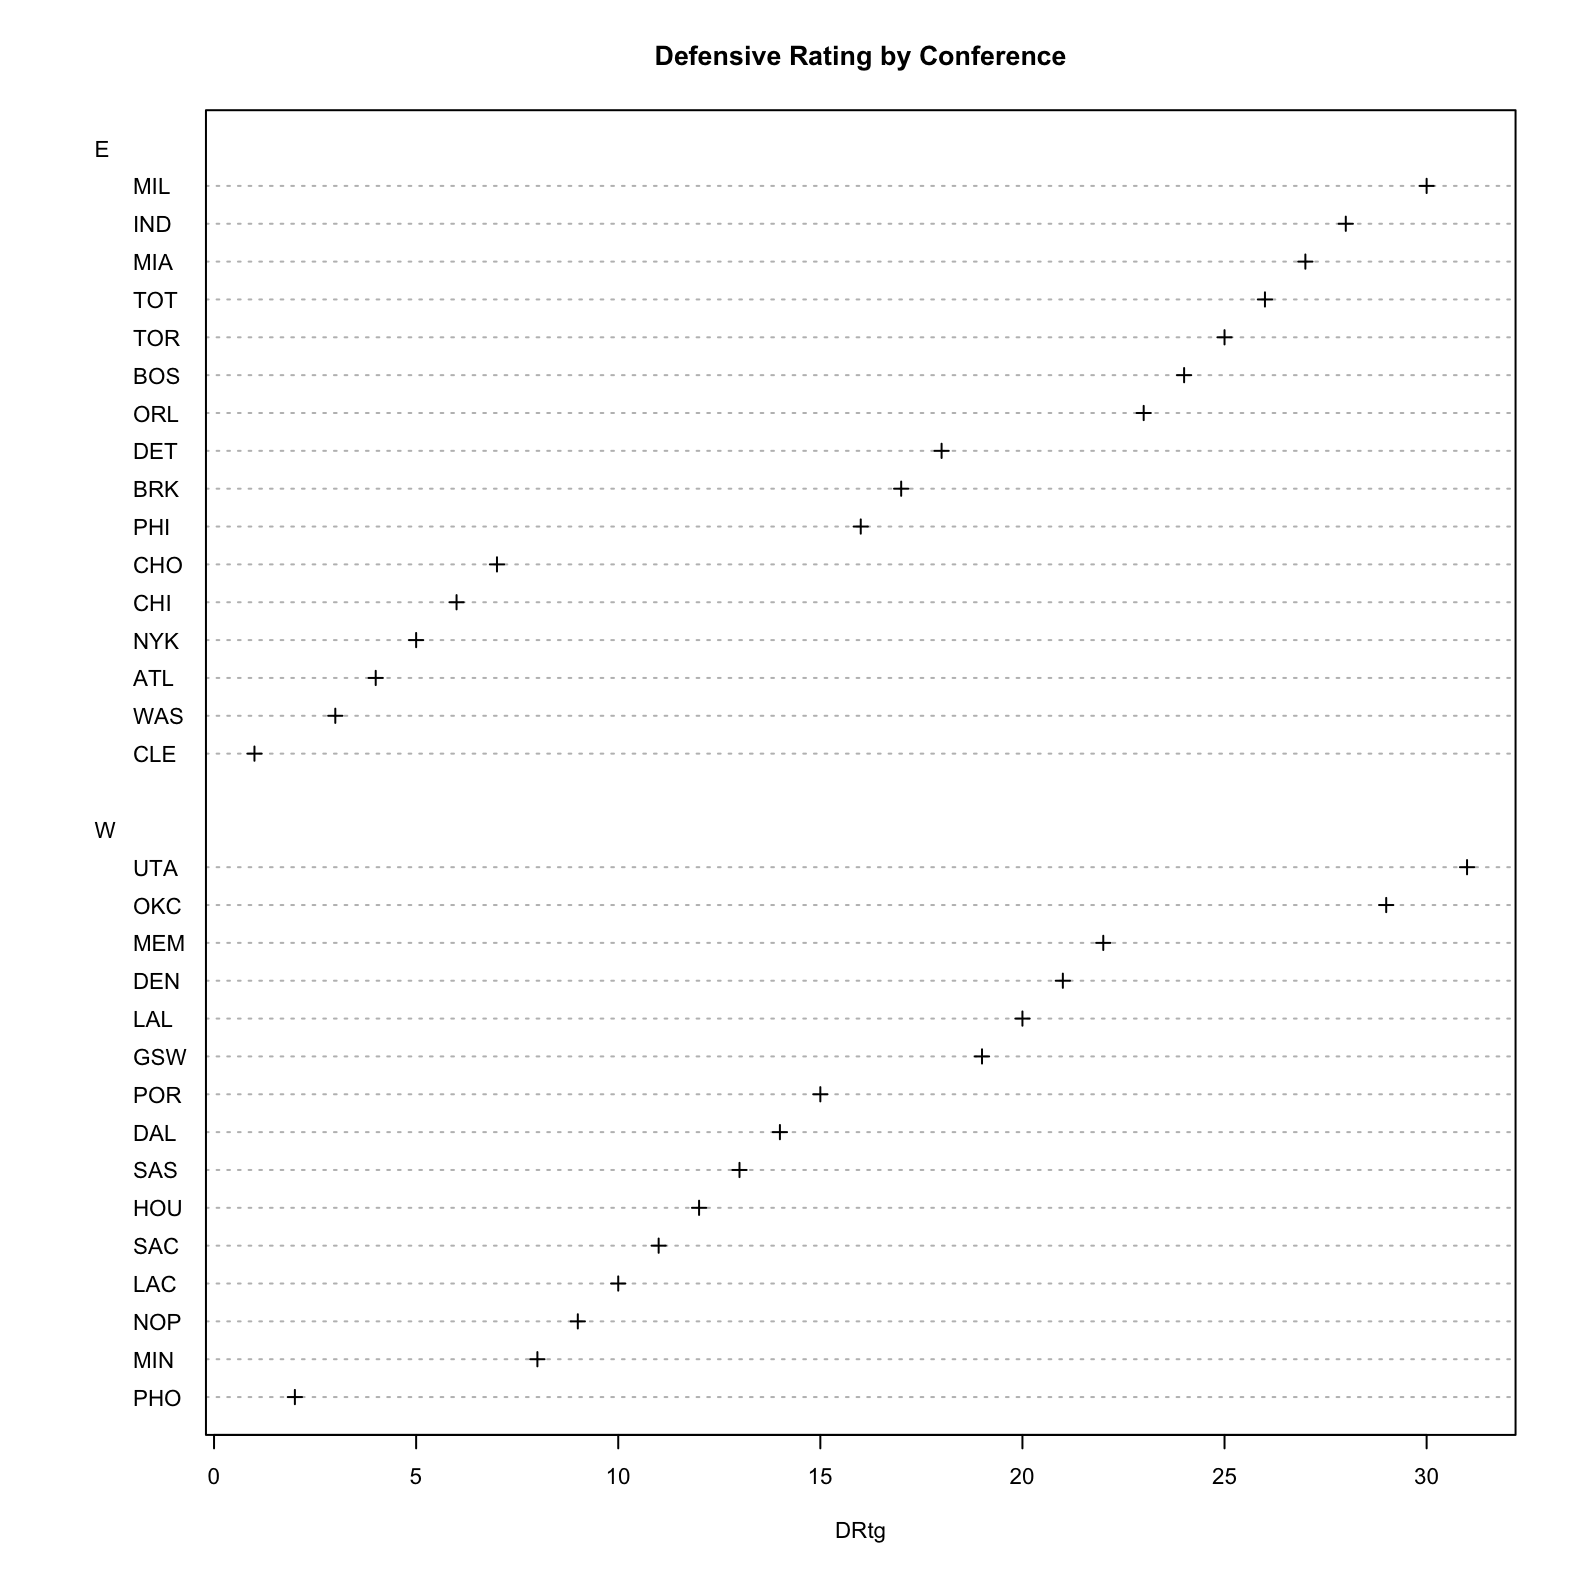 Defensive Rating by Conference
E
MIL
IND
MIA
TOT
TOR
BOS
ORL
DET
BRK
PHI
CHO
CHI
NYK
ATL
WAS
CLE
W
UTA
OKC
MEM
DEN
LAL
GSW
POR
DAL
SAS
HOU
SAC
LAC
NOP
MIN
PHO
0 5 10 15 20 25 30
DRtg